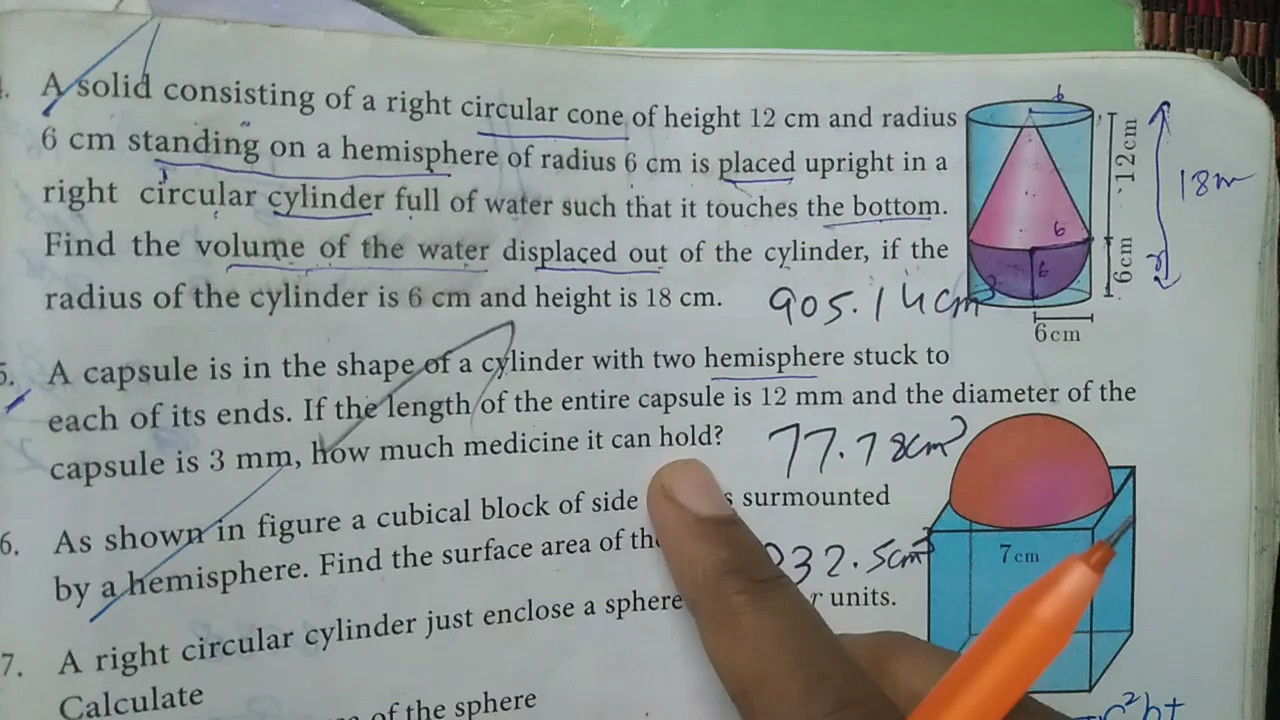 A solid consisting of a right circular cone of height 12 cm and radius
6 cm standing on a hemisphere of radius 6 cm is placed upright in a
right circular cylinder full of water such that it touches the bottom.
Find the volume of the water displaced out of the cylinder, if the
radius of the cylinder is 6 cm and height is 18 cm. 905.14cm³
6
12cm
18m
6
6
6cm
6cm
5. A capsule is in the shape of a cylinder with two hemisphere stuck to
each of its ends. If the length of the entire capsule is 12 mm and the diameter of the
capsule is 3 mm, how much medicine it can hold? 77.78cm³
6. As shown in figure a cubical block of side surmounted
by a hemisphere. Find the surface area of 32.5cm³
7cm
7. A right circular cylinder just enclose a sphere r units.
Calculate
of the sphere